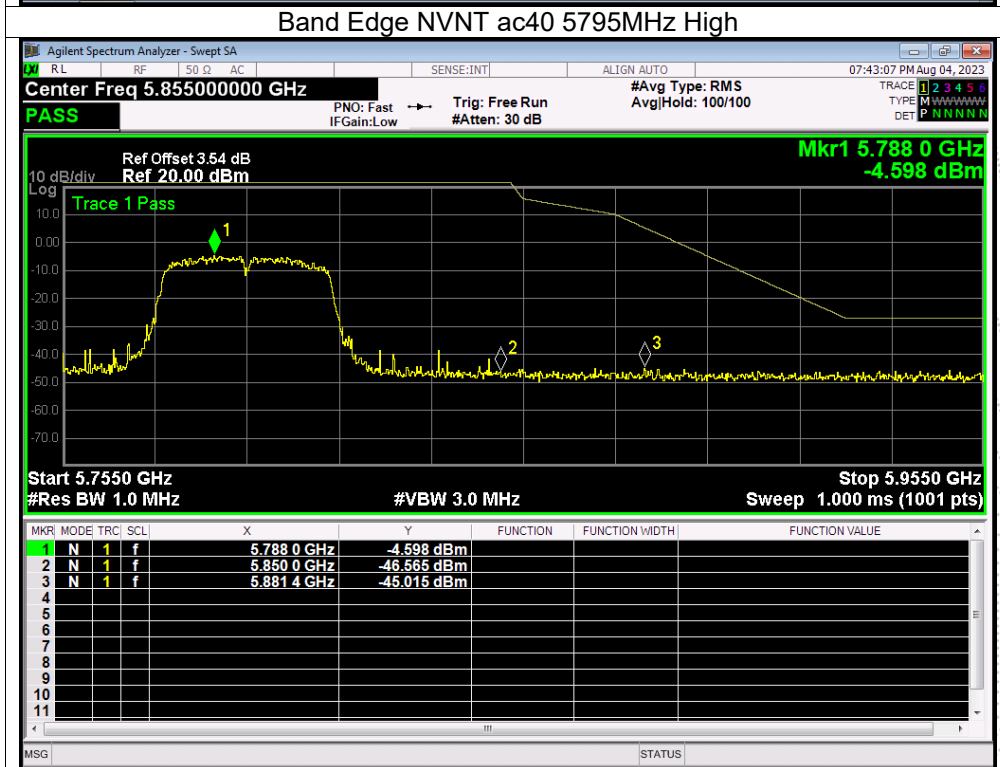 Band Edge NVNT ac40 5795MHz High
Agilent Spectrum Analyzer - Swept SA
LXI RL RF 50 Ω AC SENSE:INT ALIGN AUTO 07:43:07 PM Aug 04, 2023
Center Freq 5.855000000 GHz #Avg Type: RMS TRACE 1 2 3 4 5 6
PNO: Fast Trig: Free Run Avg|Hold: 100/100 TYPE M WWWWW
PASS IFGain:Low #Atten: 30 dB DET P N N N N N
Mkr1 5.788 0 GHz
-4.598 dBm
Ref Offset 3.54 dB
10 dB/div Ref 20.00 dBm
Log
Trace 1 Pass
10.0
1
0.00
-10.0
-20.0
-30.0
-40.0
2
3
-50.0
-60.0
-70.0
Start 5.7550 GHz Stop 5.9550 GHz
#Res BW 1.0 MHz #VBW 3.0 MHz Sweep 1.000 ms (1001 pts)
MKR MODE TRC SCL X Y FUNCTION FUNCTION WIDTH FUNCTION VALUE
1 N 1 f 5.788 0 GHz -4.598 dBm
2 N 1 f 5.850 0 GHz -46.565 dBm
3 N 1 f 5.881 4 GHz -45.015 dBm
4
5
6
7
8
9
10
11
MSG STATUS